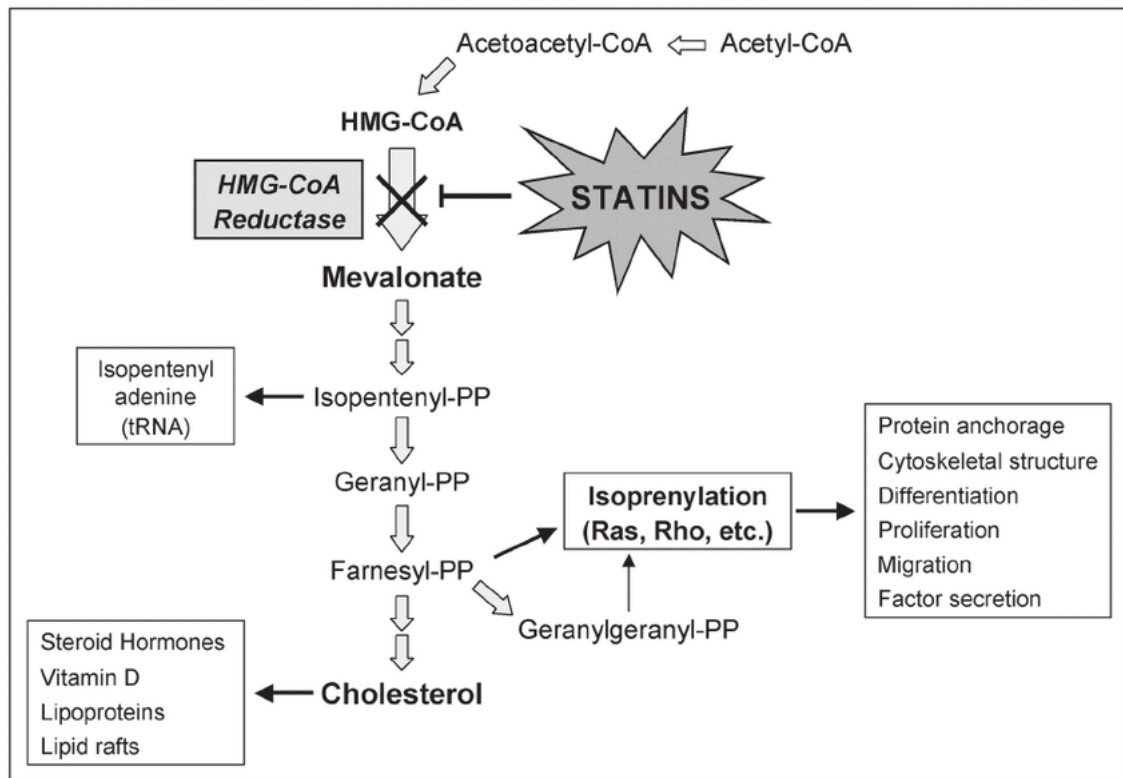 Acetoacetyl-CoA
Acetyl-CoA
HMG-CoA
HMG-CoA
Reductase
STATINS
Mevalonate
Isopentenyl
adenine
(tRNA)
Isopentenyl-PP
Geranyl-PP
Isoprenylation
(Ras, Rho, etc.)
Protein anchorage
Cytoskeletal structure
Differentiation
Proliferation
Migration
Factor secretion
Farnesyl-PP
Geranylgeranyl-PP
Steroid Hormones
Vitamin D
Lipoproteins
Lipid rafts
Cholesterol